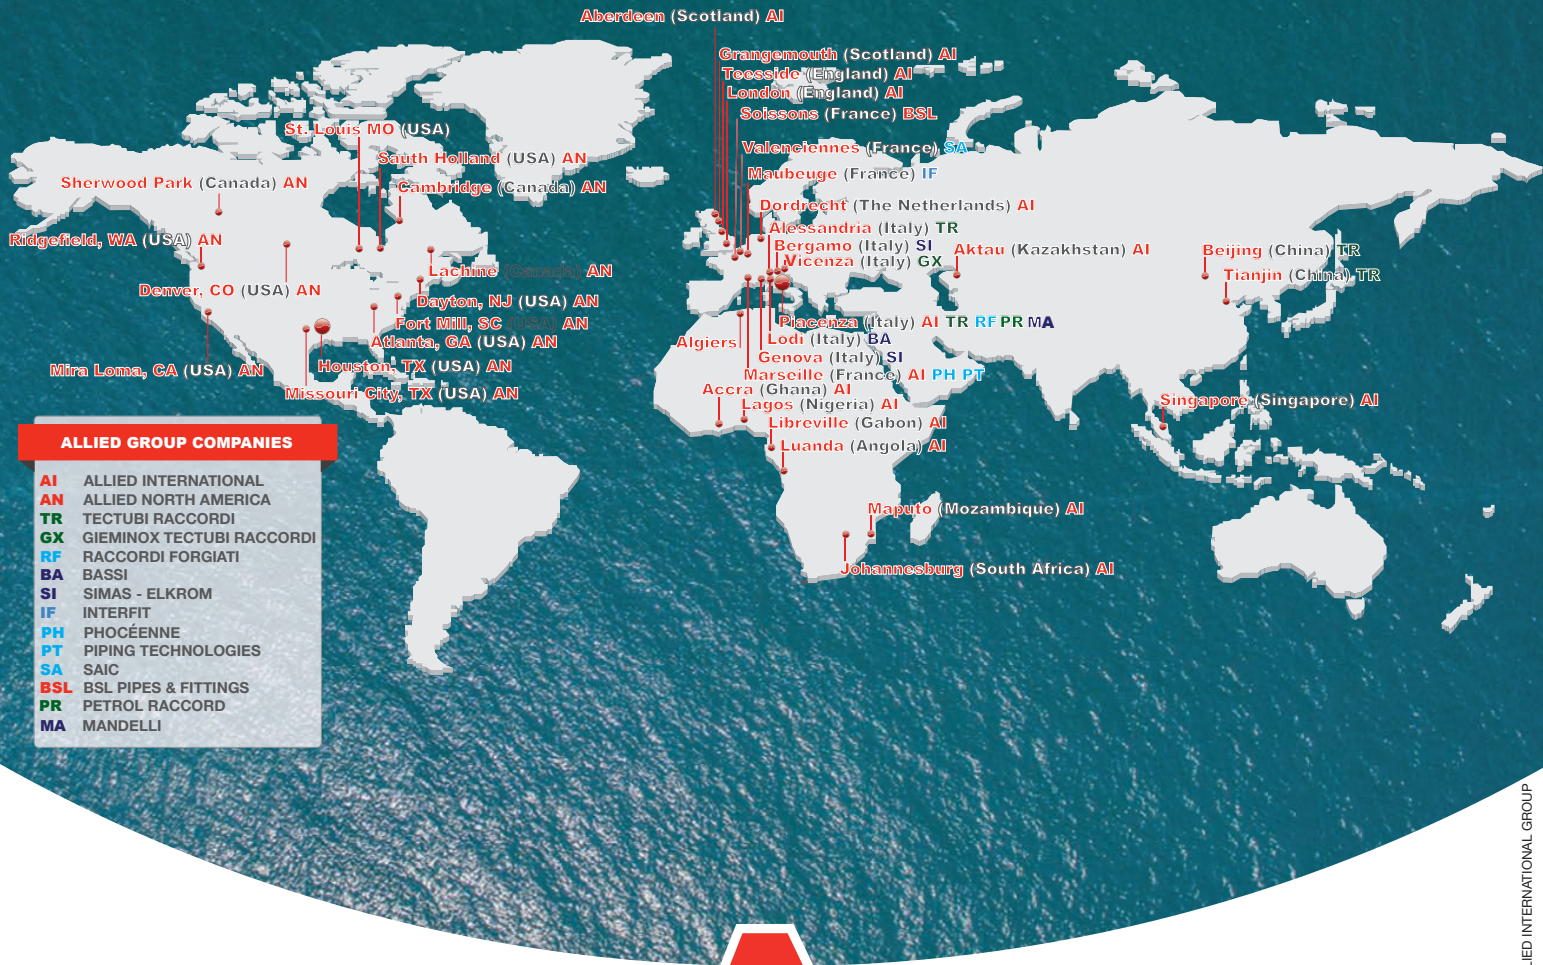 Aberdeen (Scotland) AI
Grangemouth (Scotland) AI
Teesside (England) AI
London (England) AI
Soissons (France) BSL
St. Louis MO (USA)
Valenciennes (France) SA
South Holland (USA) AN
Maubeuge (France) IF
Sherwood Park (Canada) AN
Cambridge (Canada) AN
Dordrecht (The Netherlands) AI
Alessandria (Italy) TR
Ridgefield, WA (USA) AN
Bergamo (Italy) SI
Aktau (Kazakhstan) AI
Beijing (China) TR
Vicenza (Italy) GX
Lachine (Canada) AN
Tianjin (China) TR
Denver, CO (USA) AN
Dayton, NJ (USA) AN
Fort Mill, SC (USA) AN
Piacenza (Italy) AI TR RF PR MA
Atlanta, GA (USA) AN
Algiers
Lodi (Italy) BA
Genova (Italy) SI
Mira Loma, CA (USA) AN
Houston, TX (USA) AN
Marseille (France) AI PH PT
Missouri City, TX (USA) AN
Accra (Ghana) AI
Lagos (Nigeria) AI
Singapore (Singapore) AI
Libreville (Gabon) AI
Luanda (Angola) AI
Maputo (Mozambique) AI
Johannesburg (South Africa) AI
ALLIED GROUP COMPANIES
AI ALLIED INTERNATIONAL
AN ALLIED NORTH AMERICA
TR TECTUBI RACCORDI
GX GIEMINOX TECTUBI RACCORDI
RF RACCORDI FORGIATI
BA BASSI
SI SIMAS - ELKROM
IF INTERFIT
PH PHOCÉENNE
PT PIPING TECHNOLOGIES
SA SAIC
BSL BSL PIPES & FITTINGS
PR PETROL RACCORD
MA MANDELLI
LIED INTERNATIONAL GROUP